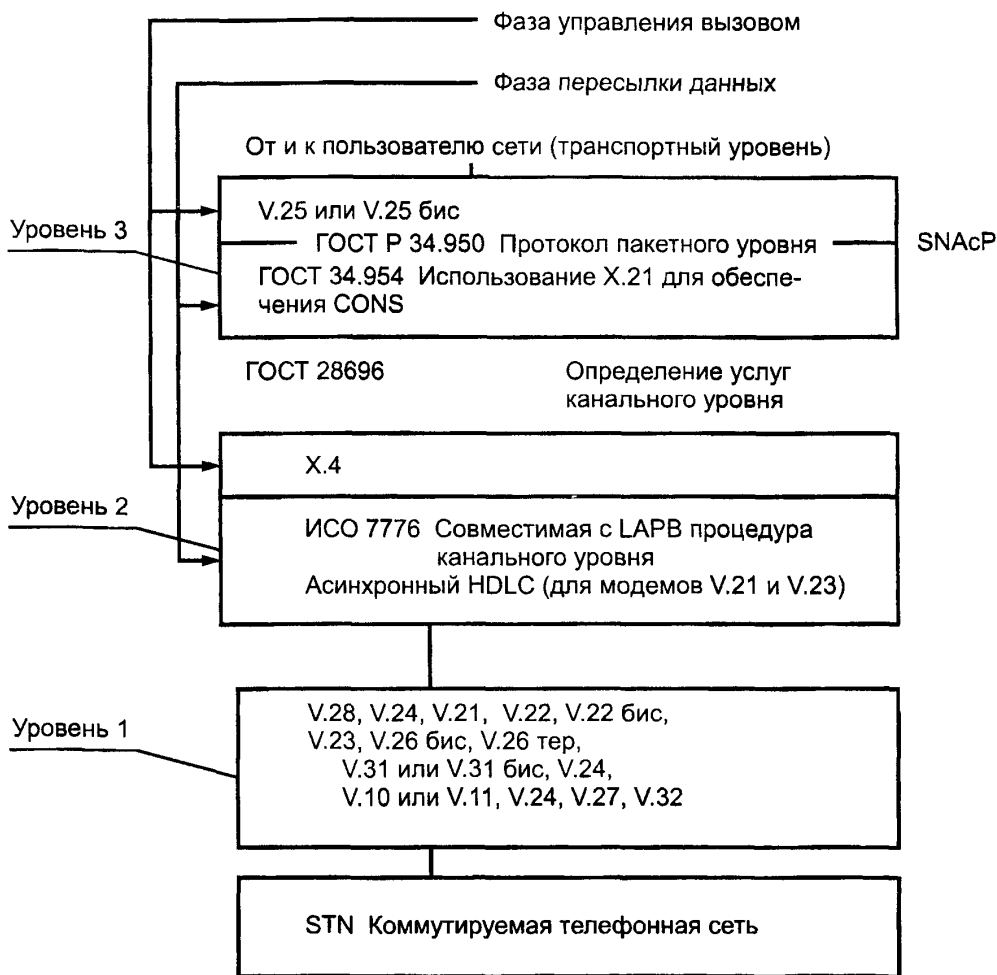 Фаза управления вызовом
Фаза пересылки данных
От и к пользователю сети (транспортный уровень)
V.25 или V.25 бис
Уровень 3
ГОСТ Р 34.950 Протокол пакетного уровня
SNAcP
ГОСТ 34.954 Использование X.21 для обеспе-
чения CONS
ГОСТ 28696
Определение услуг
канального уровня
X.4
Уровень 2
ИСО 7776 Совместимая с LAPB процедура
канального уровня
Асинхронный HDLC (для модемов V.21 и V.23)
Уровень 1
V.28, V.24, V.21, V.22, V.22 бис,
V.23, V.26 бис, V.26 тер,
V.31 или V.31 бис, V.24,
V.10 или V.11, V.24, V.27, V.32
STN Коммутируемая телефонная сеть